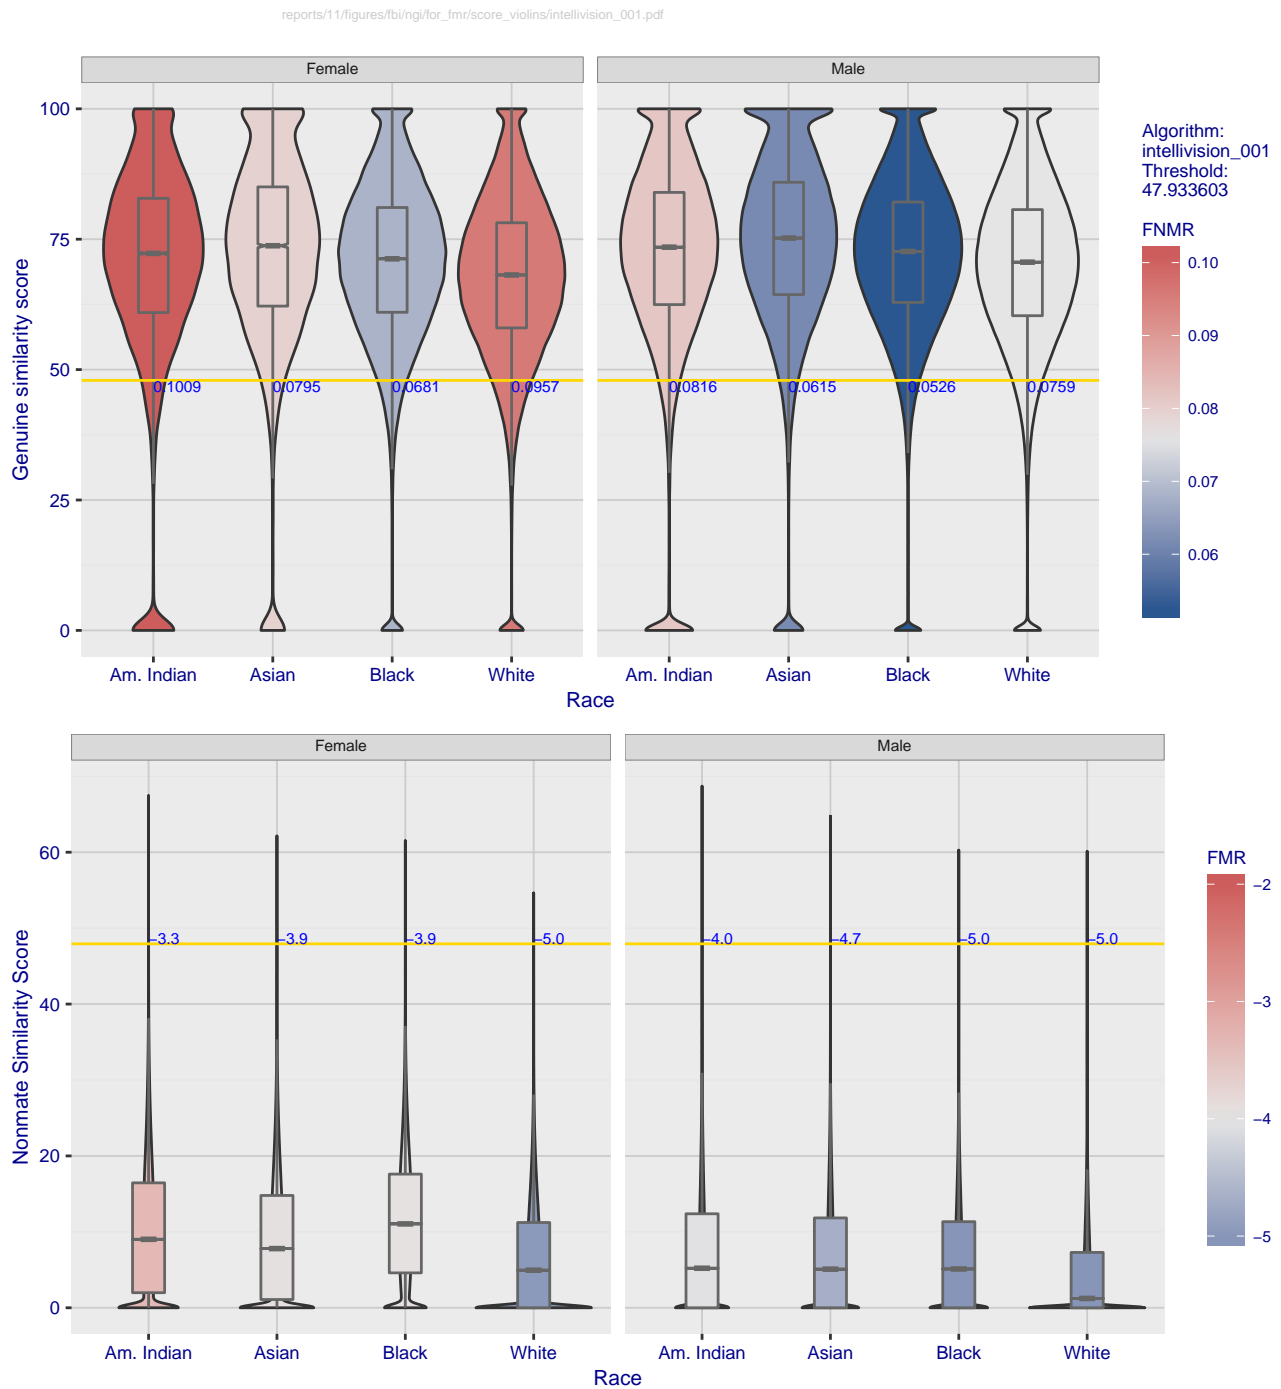 reports/11/figures/fbi/ngi/for_fmr/score_violins/intellivision_001.pdf
Female
Male
Genuine similarity score
100
75
50
25
0
0.1009
0.0795
0.0681
0.0957
0.0816
0.0615
0.0526
0.0759
Am. Indian
Asian
Black
White
Am. Indian
Asian
Black
White
Race
Algorithm:
intellivision_001
Threshold:
47.933603
FNMR
0.10
0.09
0.08
0.07
0.06
Female
Male
Nonmate Similarity Score
60
40
20
0
−3.3
−3.9
−3.9
−5.0
−4.0
−4.7
−5.0
−5.0
Am. Indian
Asian
Black
White
Am. Indian
Asian
Black
White
Race
FMR
−2
−3
−4
−5